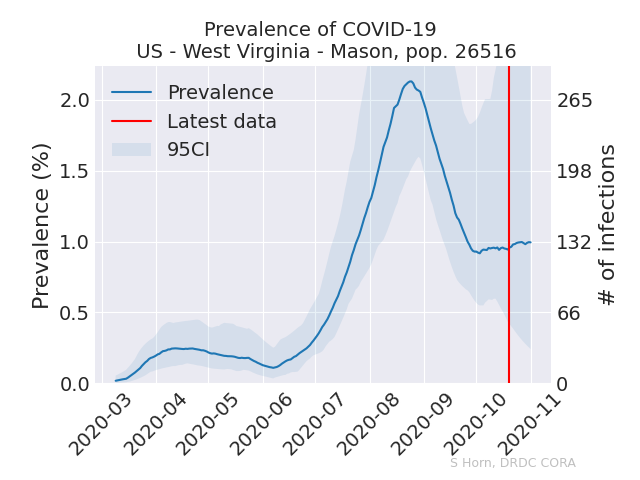 Prevalence of COVID-19
US - West Virginia - Mason, pop. 26516
Prevalence
Latest data
95CI
Prevalence (%)
2.0
1.5
1.0
0.5
0.0
265
198
132
66
0
# of infections
2020-03
2020-04
2020-05
2020-06
2020-07
2020-08
2020-09
2020-10
2020-11
S Horn, DRDC CORA